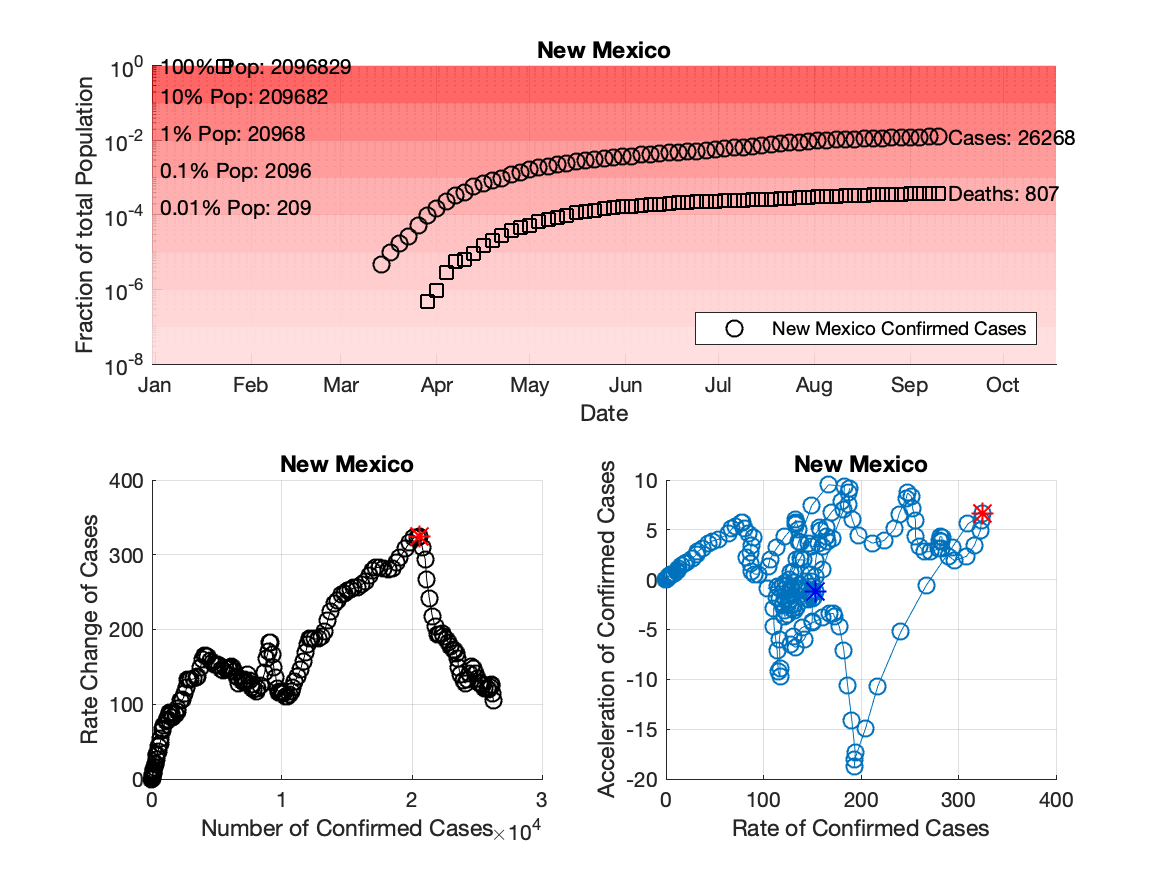 New Mexico
100% Pop: 2096829
10% Pop: 209682
1% Pop: 20968
0.1% Pop: 2096
0.01% Pop: 209
Cases: 26268
Deaths: 807
New Mexico Confirmed Cases
Fraction of total Population
10^0
10^-2
10^-4
10^-6
10^-8
Jan Feb Mar Apr May Jun Jul Aug Sep Oct
Date
New Mexico
Rate Change of Cases
400
300
200
100
0
0 1 2 3
Number of Confirmed Cases ×10^4
New Mexico
Acceleration of Confirmed Cases
10
5
0
-5
-10
-15
-20
0 100 200 300 400
Rate of Confirmed Cases